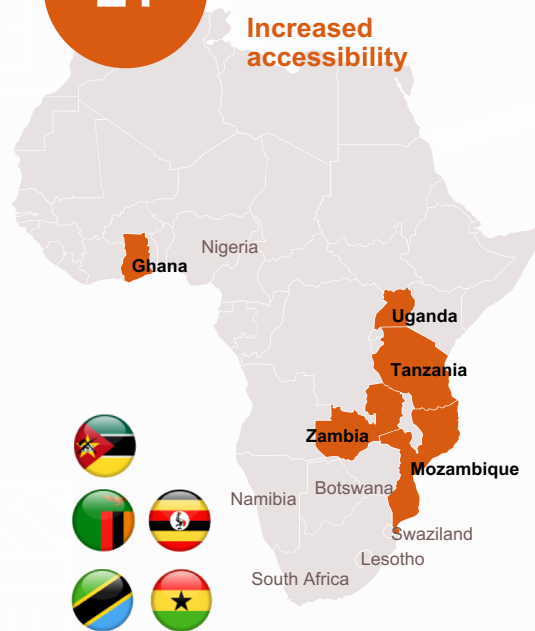 Increased
accessibility
Nigeria
Ghana
Uganda
Tanzania
Zambia
Mozambique
Botswana
Namibia
Swaziland
Lesotho
South Africa